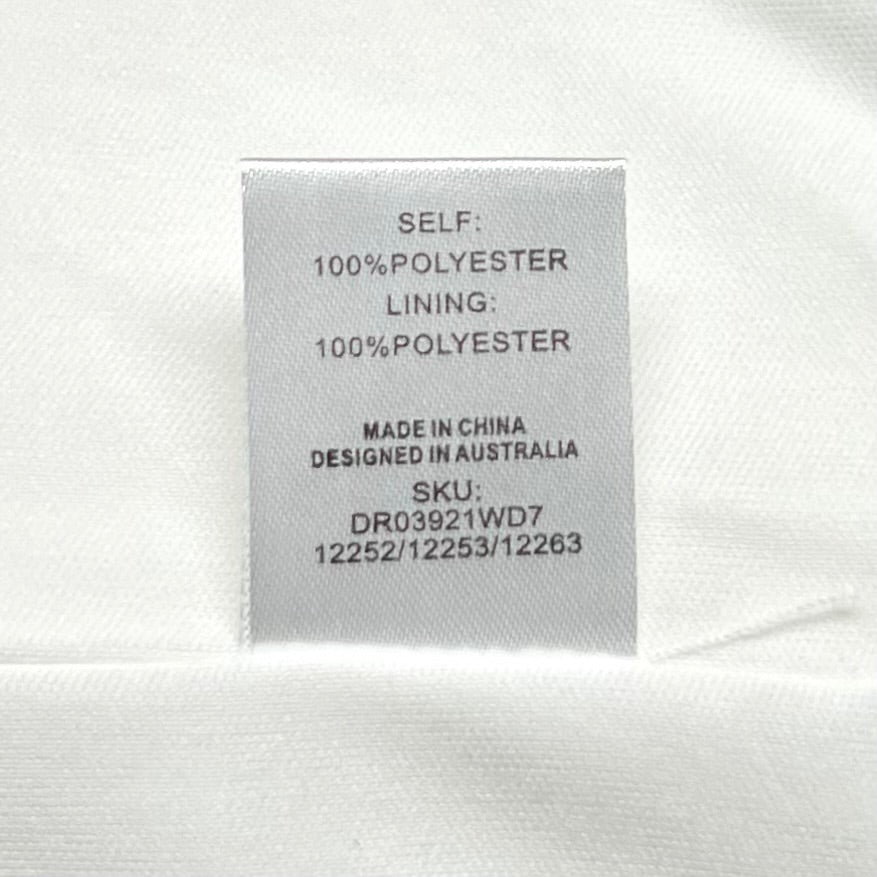 SELF:
100%POLYESTER
LINING:
100%POLYESTER
MADE IN CHINA
DESIGNED IN AUSTRALIA
SKU:
DR03921WD7
12252/12253/12263